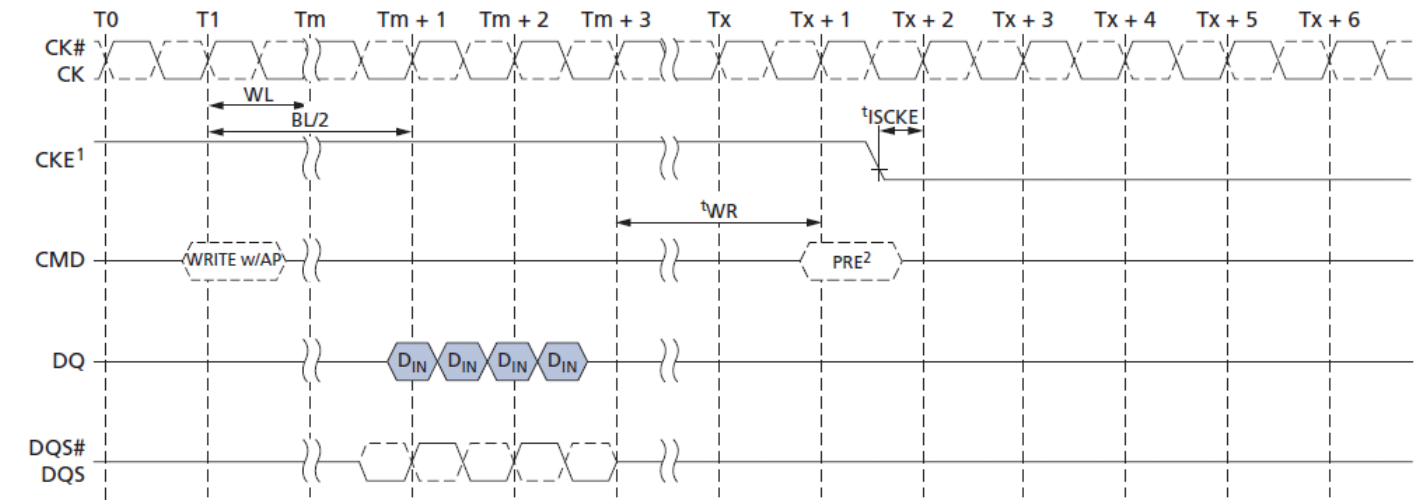 T0 T1 Tm Tm + 1 Tm + 2 Tm + 3 Tx Tx + 1 Tx + 2 Tx + 3 Tx + 4 Tx + 5 Tx + 6
CK#
CK
WL
BL/2
tISCKE
CKE1
tWR
CMD WRITE w/AP PRE2
DQ DIN DIN DIN DIN
DQS#
DQS